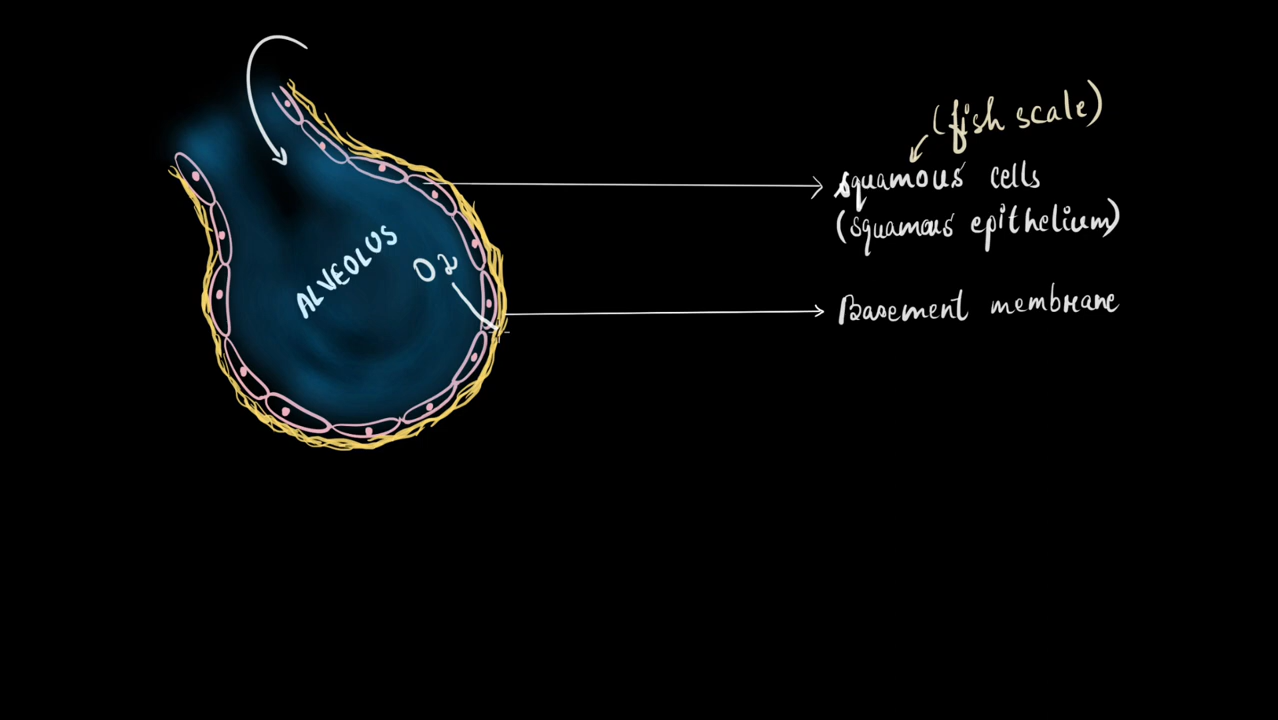 ALVEOLUS
O2
(fish scale)
squamous cells
(squamous epithelium)
Basement membrane